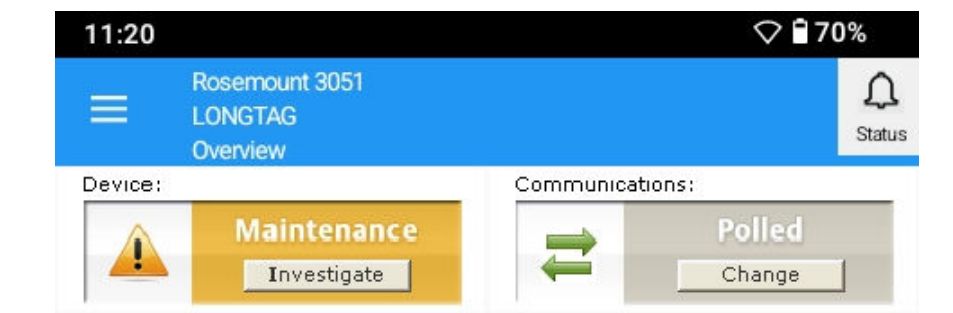 11:20 70%
Rosemount 3051
LONGTAG
Overview
Status
Device:
Communications:
Maintenance
Investigate
Polled
Change